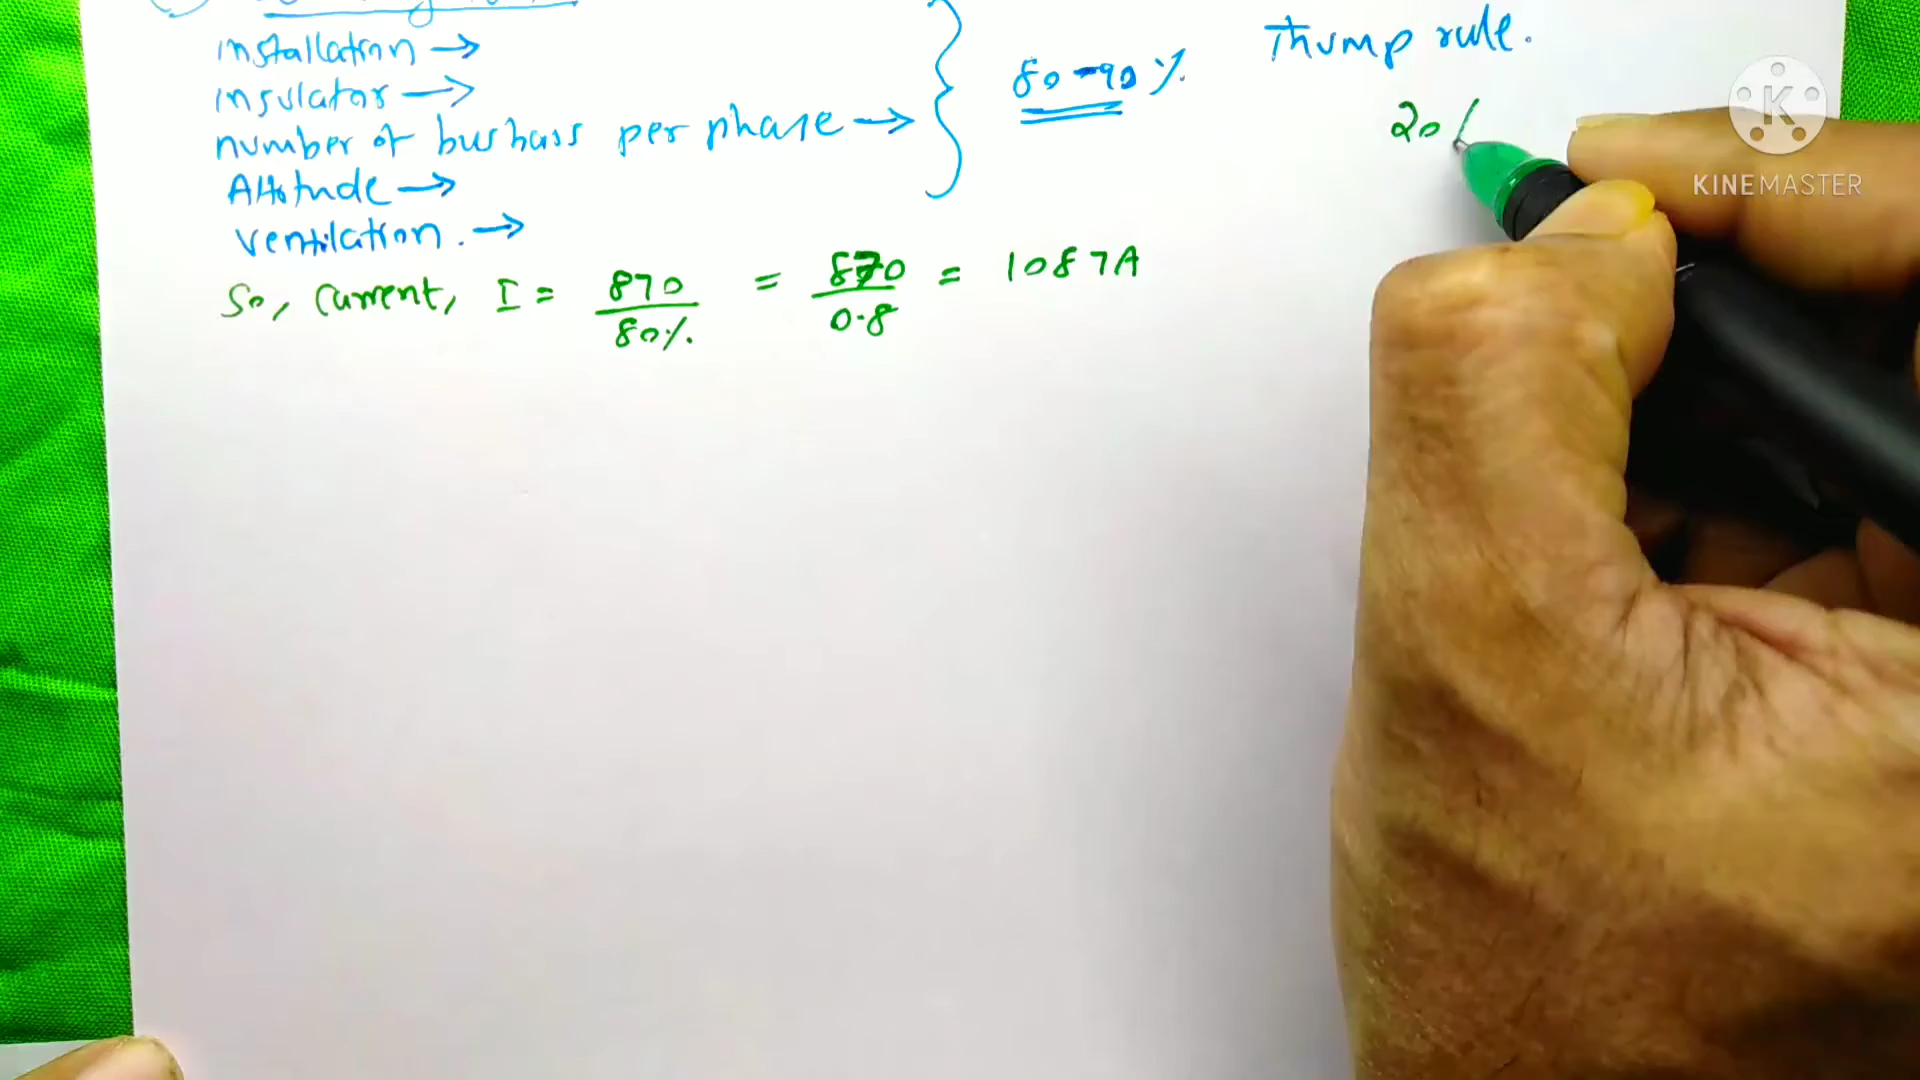 installation →
insulator →
number of busbars per phase →
Altitude →
ventilation. →
80-90%
Thump rule.
20/
So, current, I = 870 / 80% = 870 / 0.8 = 1087A
K
KINEMASTER